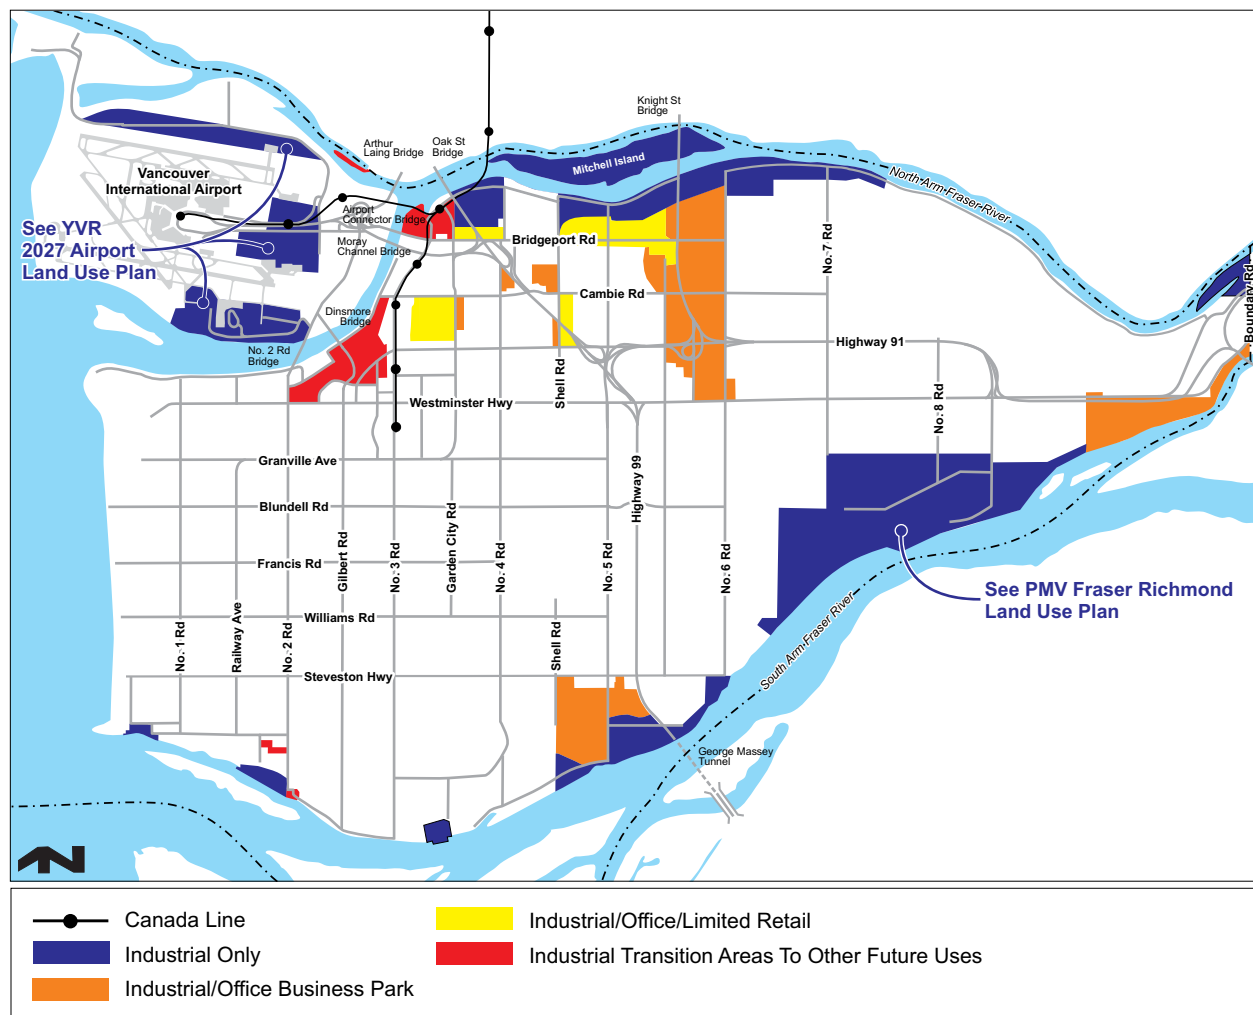 Knight St
Bridge
Arthur
Laing Bridge
Oak St
Bridge
Mitchell Island
Vancouver
International Airport
North Arm Fraser River
Airport
Connector Bridge
See YVR
2027 Airport
Land Use Plan
Moray
Channel Bridge
Bridgeport Rd
No. 7 Rd
Cambie Rd
Boundary Rd
Dinsmore
Bridge
No. 2 Rd
Bridge
Highway 91
Shell Rd
Westminster Hwy
No. 8 Rd
Granville Ave
Highway 99
Blundell Rd
Gilbert Rd
No. 3 Rd
Garden City Rd
No. 4 Rd
No. 5 Rd
No. 6 Rd
Francis Rd
See PMV Fraser Richmond
Land Use Plan
Williams Rd
No. 1 Rd
Railway Ave
No. 2 Rd
Shell Rd
South Arm Fraser River
Steveston Hwy
George Massey
Tunnel
N
Canada Line
Industrial Only
Industrial/Office Business Park
Industrial/Office/Limited Retail
Industrial Transition Areas To Other Future Uses